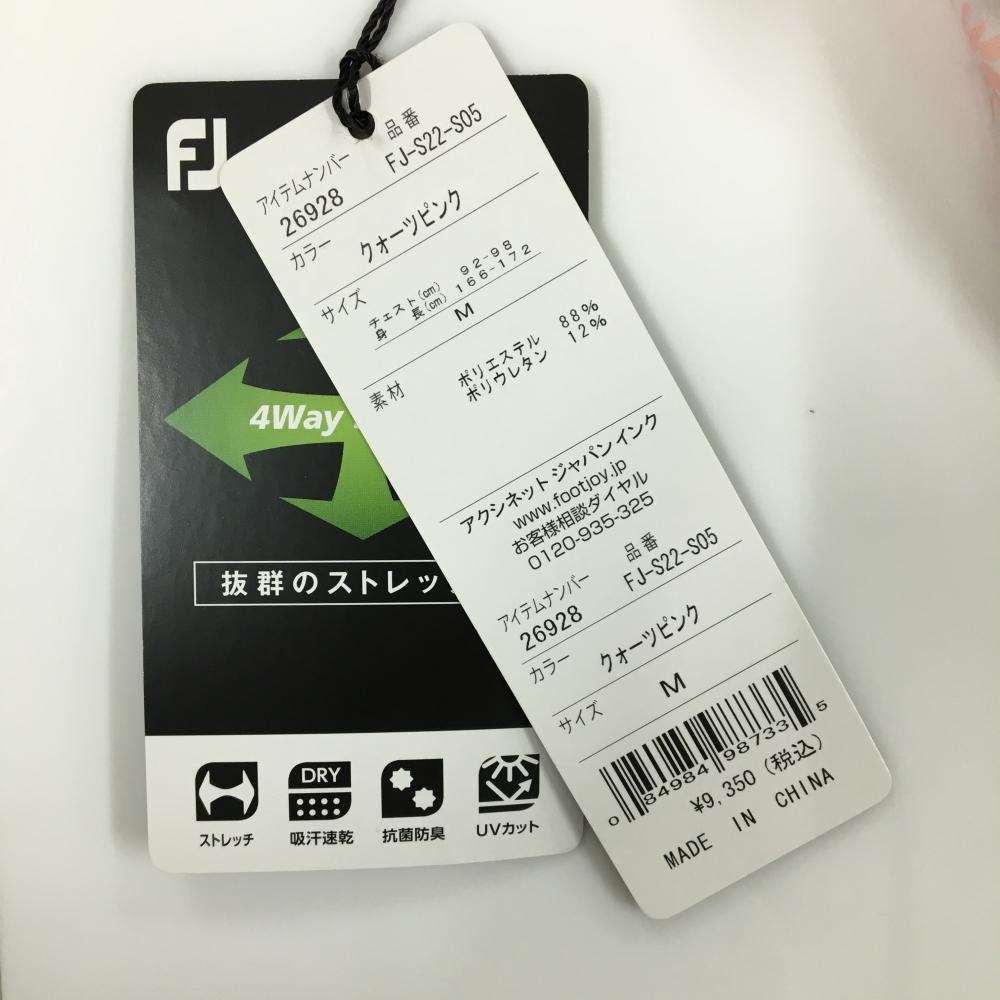 FJ
4Way
抜群のストレッ
ストレッチ
DRY
吸汗速乾
抗菌防臭
UVカット
アイテムナンバー 品番
26928 FJ-S22-S05
カラー クォーツピンク
サイズ
チェスト(cm) 92-98
身長(cm) 166-172
M
素材 ポリエステル 88%
ポリウレタン 12%
アクシネット ジャパン インク
www.footjoy.jp
お客様相談ダイヤル
0120-935-325
アイテムナンバー 品番
26928 FJ-S22-S05
カラー クォーツピンク
サイズ M
0 84984 98733 5
¥9,350 (税込)
MADE IN CHINA